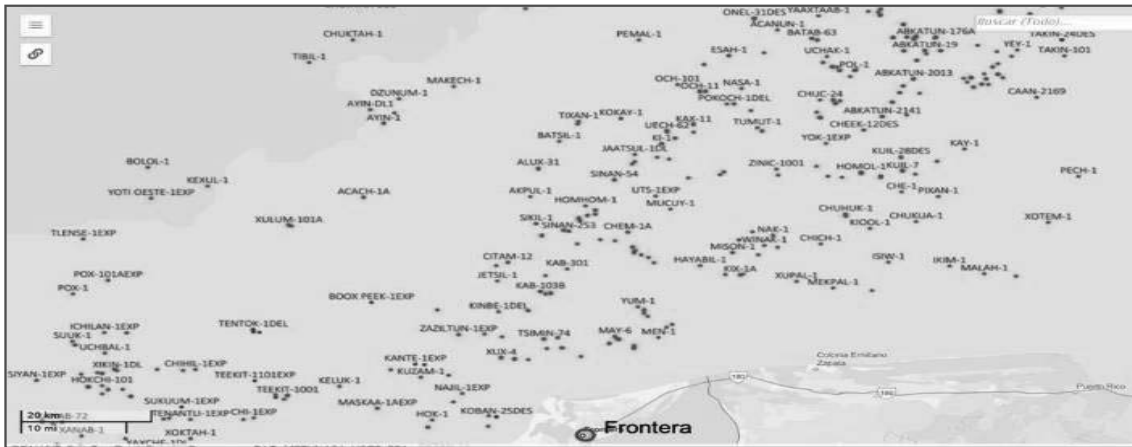 ONEL-31DES
YAAXTAAB-1
Buscar (Todo)...
ACANUN-1
CHUKTAH-1
PEMAL-1
BATAB-63
ABKATUN-176A
TAKIN-24DES
ESAH-1
UCHAK-1
ABKATUN-19
YEY-1
TAKIN-101
TIBIL-1
POL-1
MAKECH-1
OCH-101
OCH-11
NASA-1
ABKATUN-2013
DZUNUM-1
POKOCH-1DEL
CHUC-24
CAAN-2169
AYIN-DL1
AYIN-1
TIXAN-1
KOKAY-1
KAX-11
ABKATUN-2141
UECH-62
TUMUT-1
CHEEK-12DES
BATSIL-1
KI-1
YOK-1EXP
KAY-1
JAATSUL-1DL
KUIL-28DES
BOLOL-1
ALUX-31
ZINIC-1001
HOMOL-1
KUIL-7
PECH-1
SINAN-54
KEXUL-1
YOTI OESTE-1EXP
ACACH-1A
AKPUL-1
UTS-1EXP
CHE-1
PIXAN-1
HOMHOM-1
MUCUY-1
XULUM-101A
SIKIL-1
SINAN-253
CHEM-1A
CHUHUK-1
KIOOL-1
CHUKUA-1
XOTEM-1
TLENSE-1EXP
NAK-1
WINAK-1
CHICH-1
MISON-1
CITAM-12
KAB-301
HAYABIL-1
ISIW-1
IKIM-1
MALAH-1
POX-101AEXP
JETSIL-1
KIX-1A
XUPAL-1
MEKPAL-1
POX-1
KAB-103B
BOOX PEEK-1EXP
KINBE-1DEL
YUM-1
ICHILAN-1EXP
TENTOK-1DEL
ZAZILTUN-1EXP
TSIMIN-74
MAY-6
MEN-1
SUUK-1
UCHBAL-1
XUX-4
KANTE-1EXP
Colonia Emiliano
Zapata
XIKIN-1DL
CHIHIL-1EXP
SIYAN-1EXP
HOKCHI-101
TEEKIT-1101EXP
KUZAM-1
180
KELUK-1
NAJIL-1EXP
Puerto Rico
TEEKIT-1001
180
SUKUUM-1EXP
MASKAA-1AEXP
20 km
TENANTLI-1EXP
CHI-1EXP
HOK-1
KOBAN-25DES
10 mi
XANAB-1
XOKTAH-1
Frontera